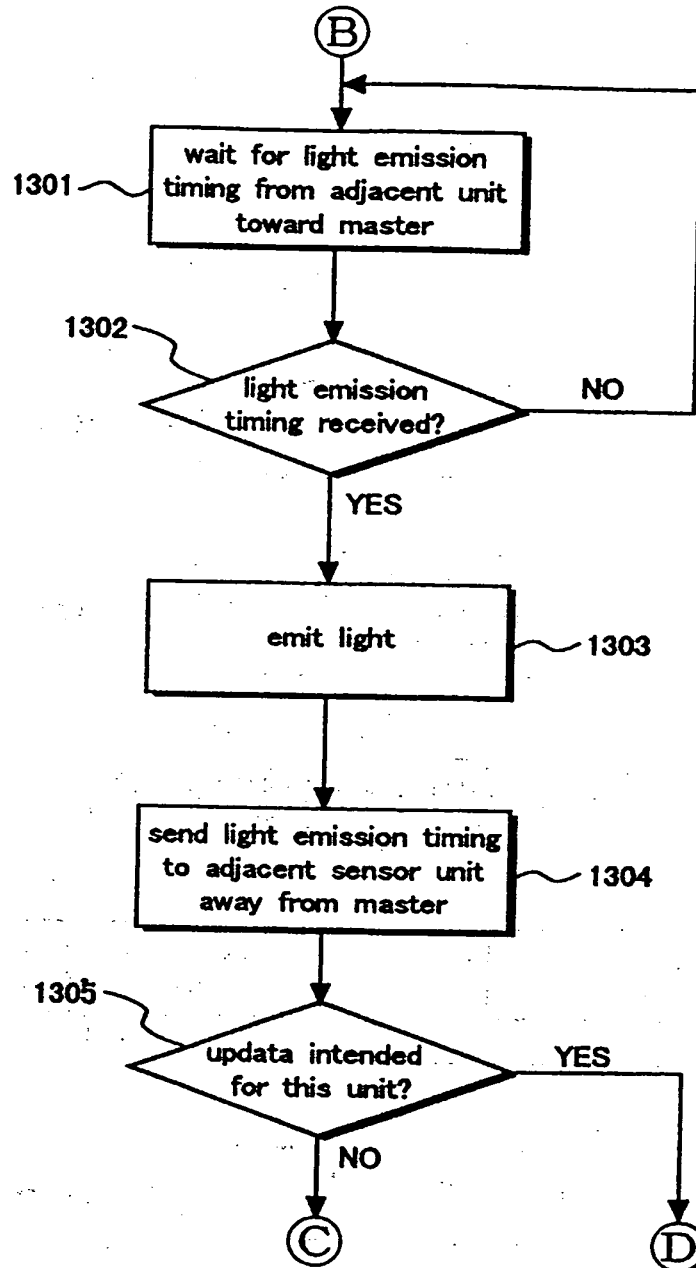 B
wait for light emission
timing from adjacent unit
toward master
1301
1302
light emission
timing received?
NO
YES
emit light
1303
send light emission timing
to adjacent sensor unit
away from master
1304
1305
updata intended
for this unit?
YES
NO
C
D